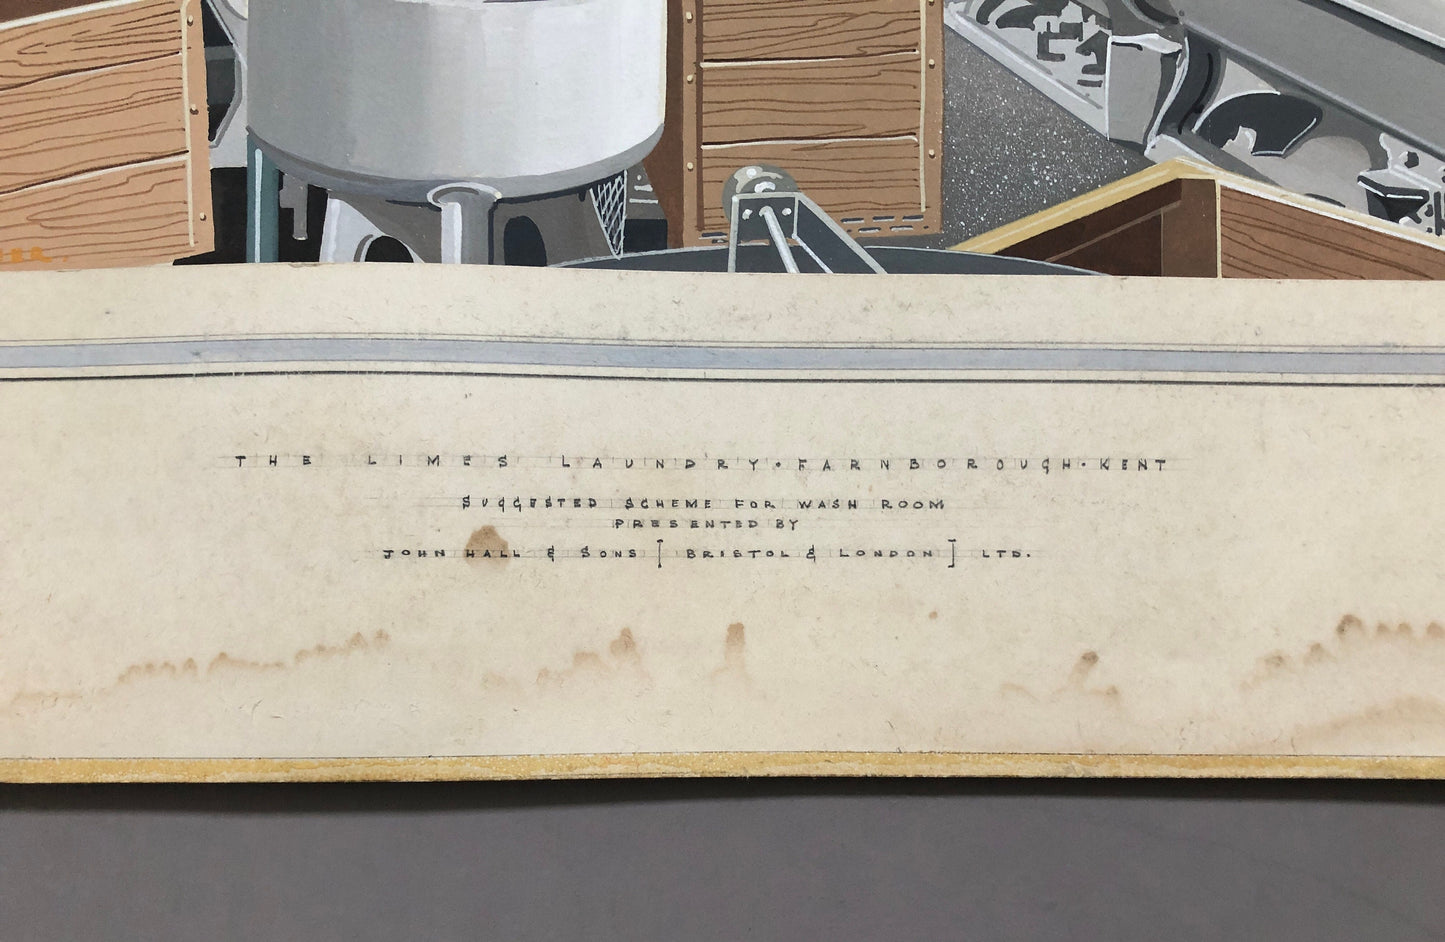 THE LIMES LAUNDRY·FARNBOROUGH·KENT
SUGGESTED SCHEME FOR WASH ROOM
PRESENTED BY
JOHN HALL & SONS [BRISTOL & LONDON] LTD.